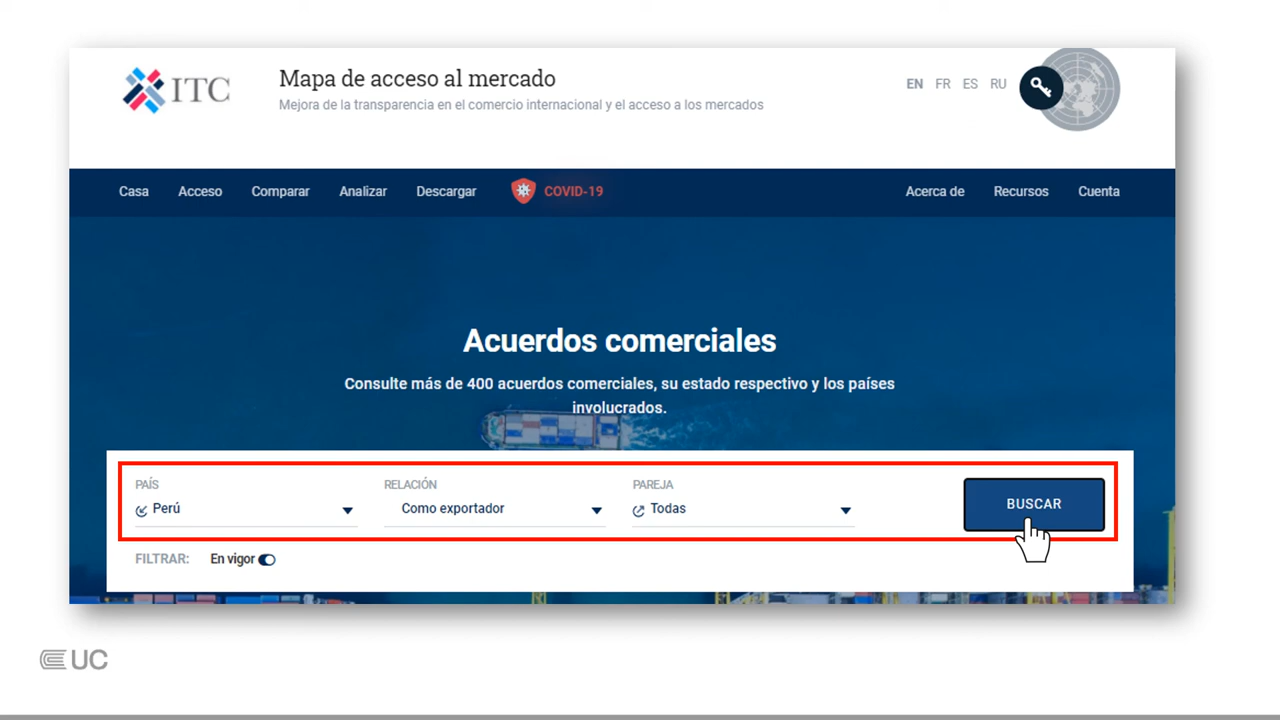 ITC
Mapa de acceso al mercado
Mejora de la transparencia en el comercio internacional y el acceso a los mercados
EN FR ES RU
Casa Acceso Comparar Analizar Descargar COVID-19 Acerca de Recursos Cuenta
Acuerdos comerciales
Consulte más de 400 acuerdos comerciales, su estado respectivo y los países
involucrados.
PAÍS RELACIÓN PAREJA
Perú Como exportador Todas BUSCAR
FILTRAR: En vigor
UC